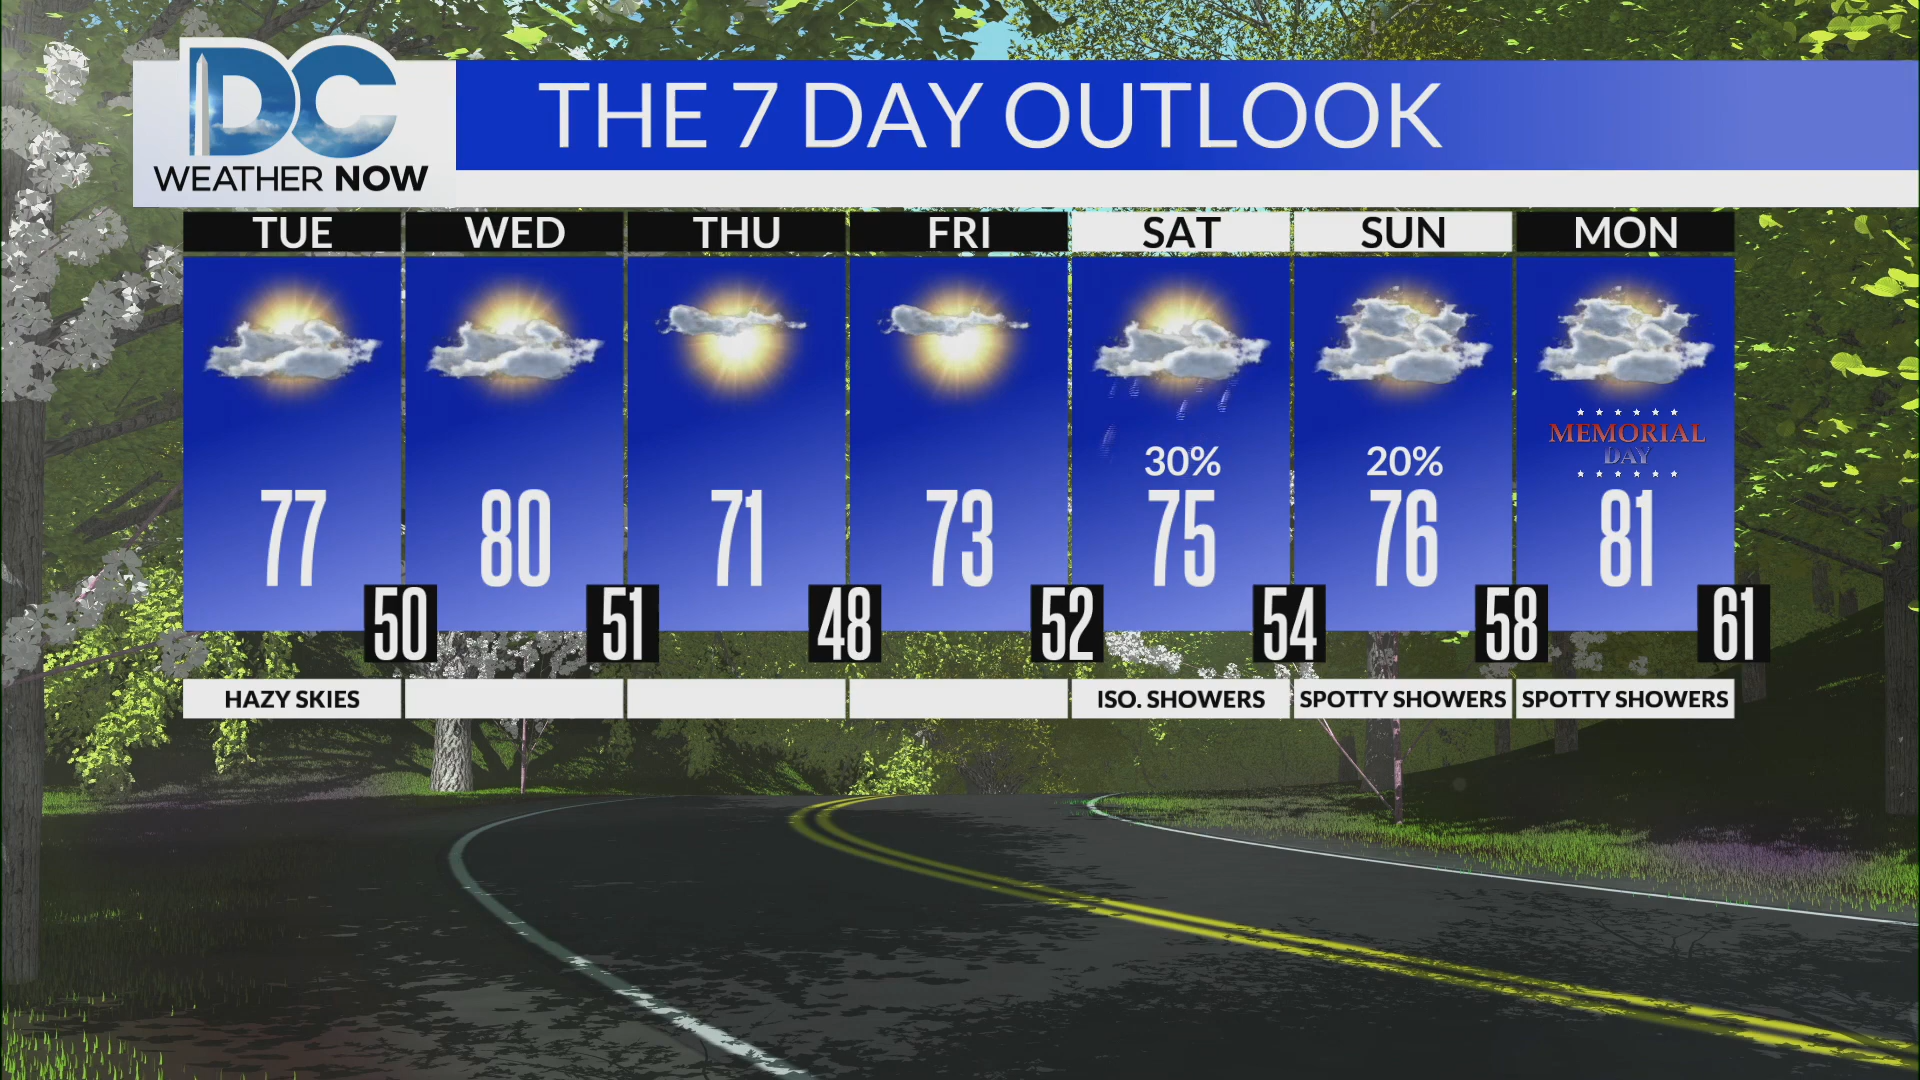 DC
WEATHER NOW
THE 7 DAY OUTLOOK
TUE WED THU FRI SAT SUN MON
MEMORIAL
DAY
30% 20%
77 80 71 73 75 76 81
50 51 48 52 54 58 61
HAZY SKIES ISO. SHOWERS SPOTTY SHOWERS SPOTTY SHOWERS